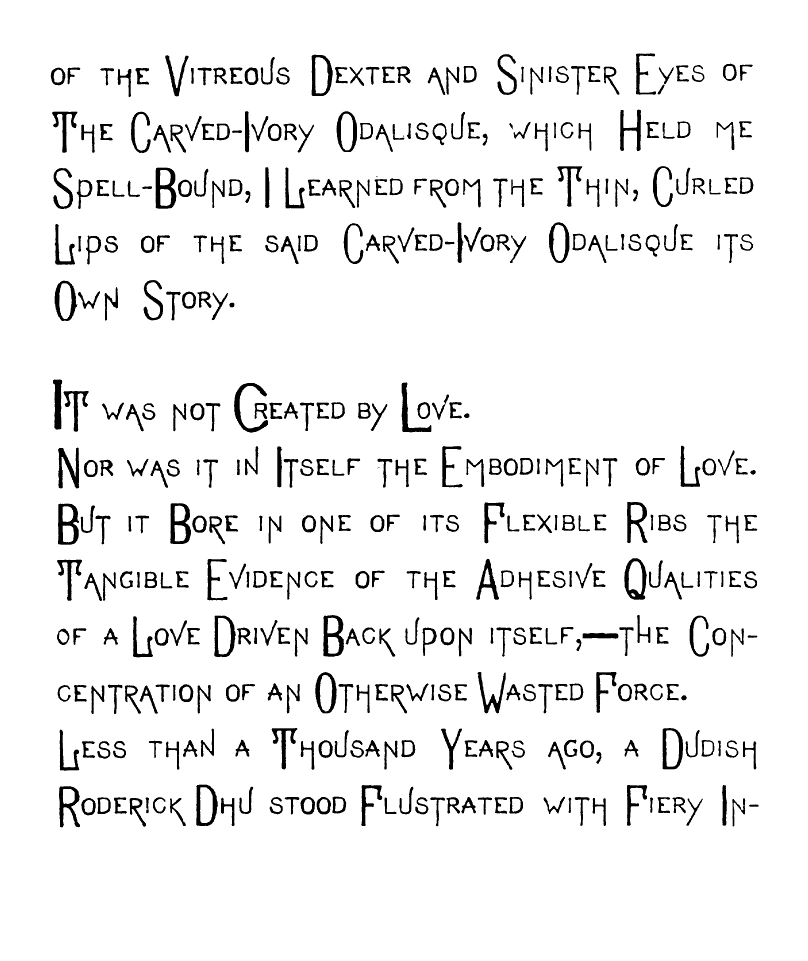 of the Vitreous Dexter and Sinister Eyes of
The Carved-Ivory Odalisque, which Held me
Spell-Bound, I Learned from the Thin, Curled
Lips of the said Carved-Ivory Odalisque its
Own Story.
It was not Created by Love.
Nor was it in Itself the Embodiment of Love.
But it Bore in one of its Flexible Ribs the
Tangible Evidence of the Adhesive Qualities
of a Love Driven Back upon itself,—the Con-
centration of an Otherwise Wasted Force.
Less than a Thousand Years ago, a Dudish
Roderick Dhu stood Flustrated with Fiery In-